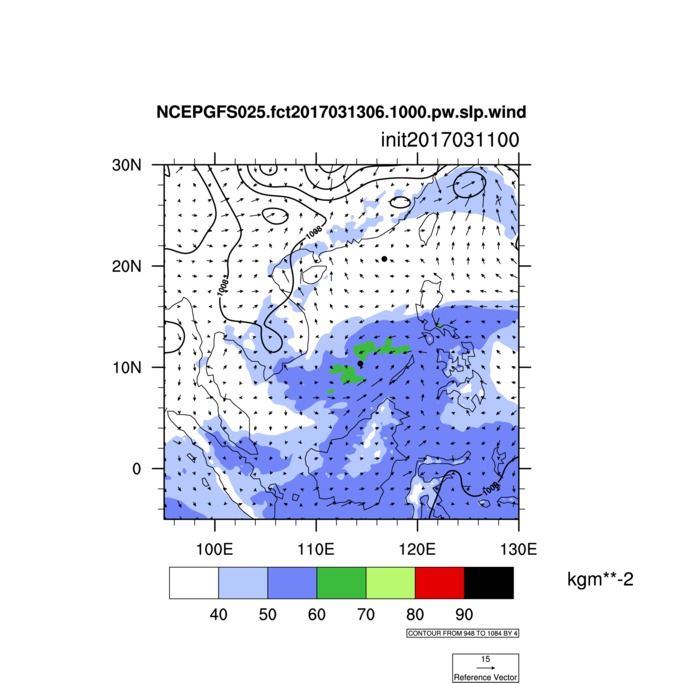 NCEPGFS025.fct2017031306.1000.pw.slp.wind
init2017031100
30N
20N
10N
0
1008
1008
1008
100E 110E 120E 130E
kgm**-2
40 50 60 70 80 90
CONTOUR FROM 948 TO 1084 BY 4
15
Reference Vector